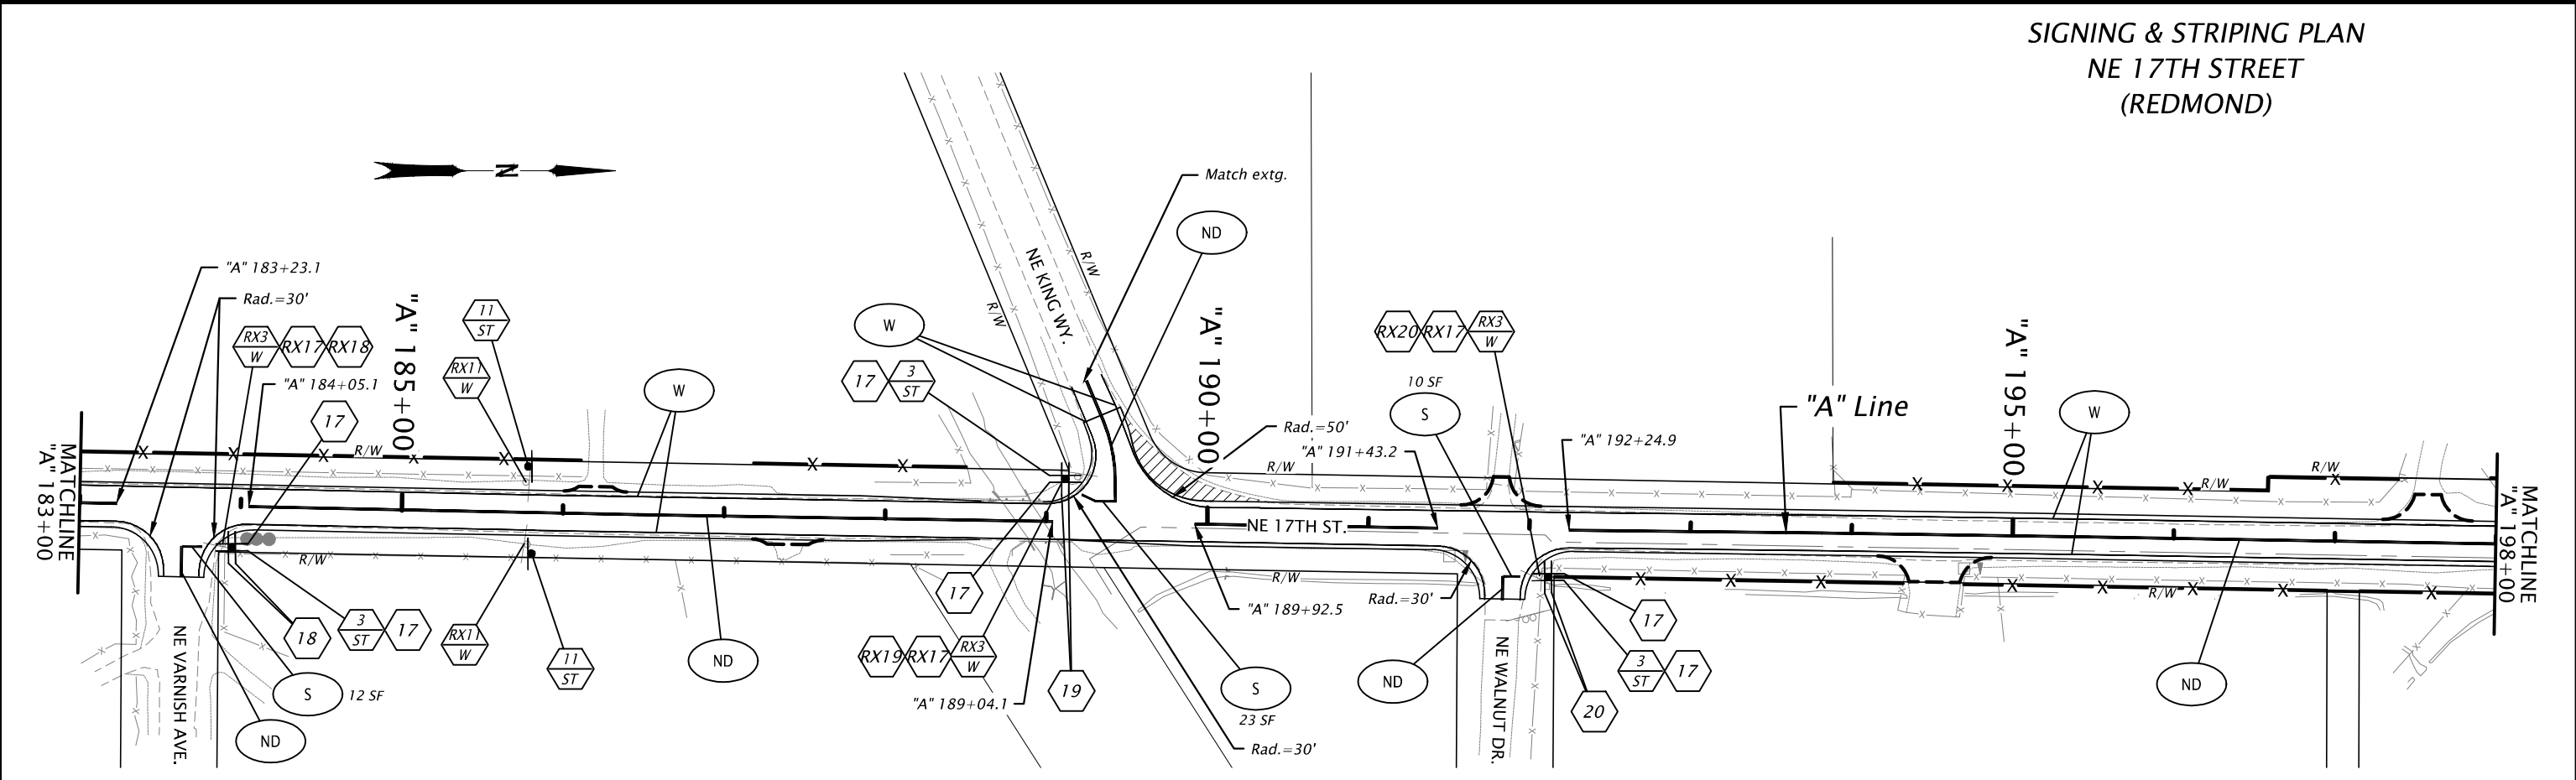 SIGNING & STRIPING PLAN
NE 17TH STREET
(REDMOND)
N
Match extg.
ND
NE KING WY.
R/W
R/W
"A" 183+23.1
Rad.=30'
RX3
W
RX17
RX18
"A" 184+05.1
17
"A" 185+00
11
ST
RX11
W
W
W
17
3
ST
"A" 190+00
Rad.=50'
"A" 191+43.2
RX20
RX17
RX3
W
10 SF
S
"A" 192+24.9
"A" Line
"A" 195+00
W
MATCHLINE
"A" 183+00
R/W
R/W
R/W
R/W
NE 17TH ST.
MATCHLINE
"A" 198+00
R/W
R/W
R/W
17
"A" 189+92.5
Rad.=30'
17
NE VARNISH AVE.
18
3
ST
17
RX11
W
11
ST
ND
RX19
RX17
RX3
W
"A" 189+04.1
19
S
23 SF
Rad.=30'
ND
NE WALNUT DR.
3
ST
17
20
ND
S
12 SF
ND